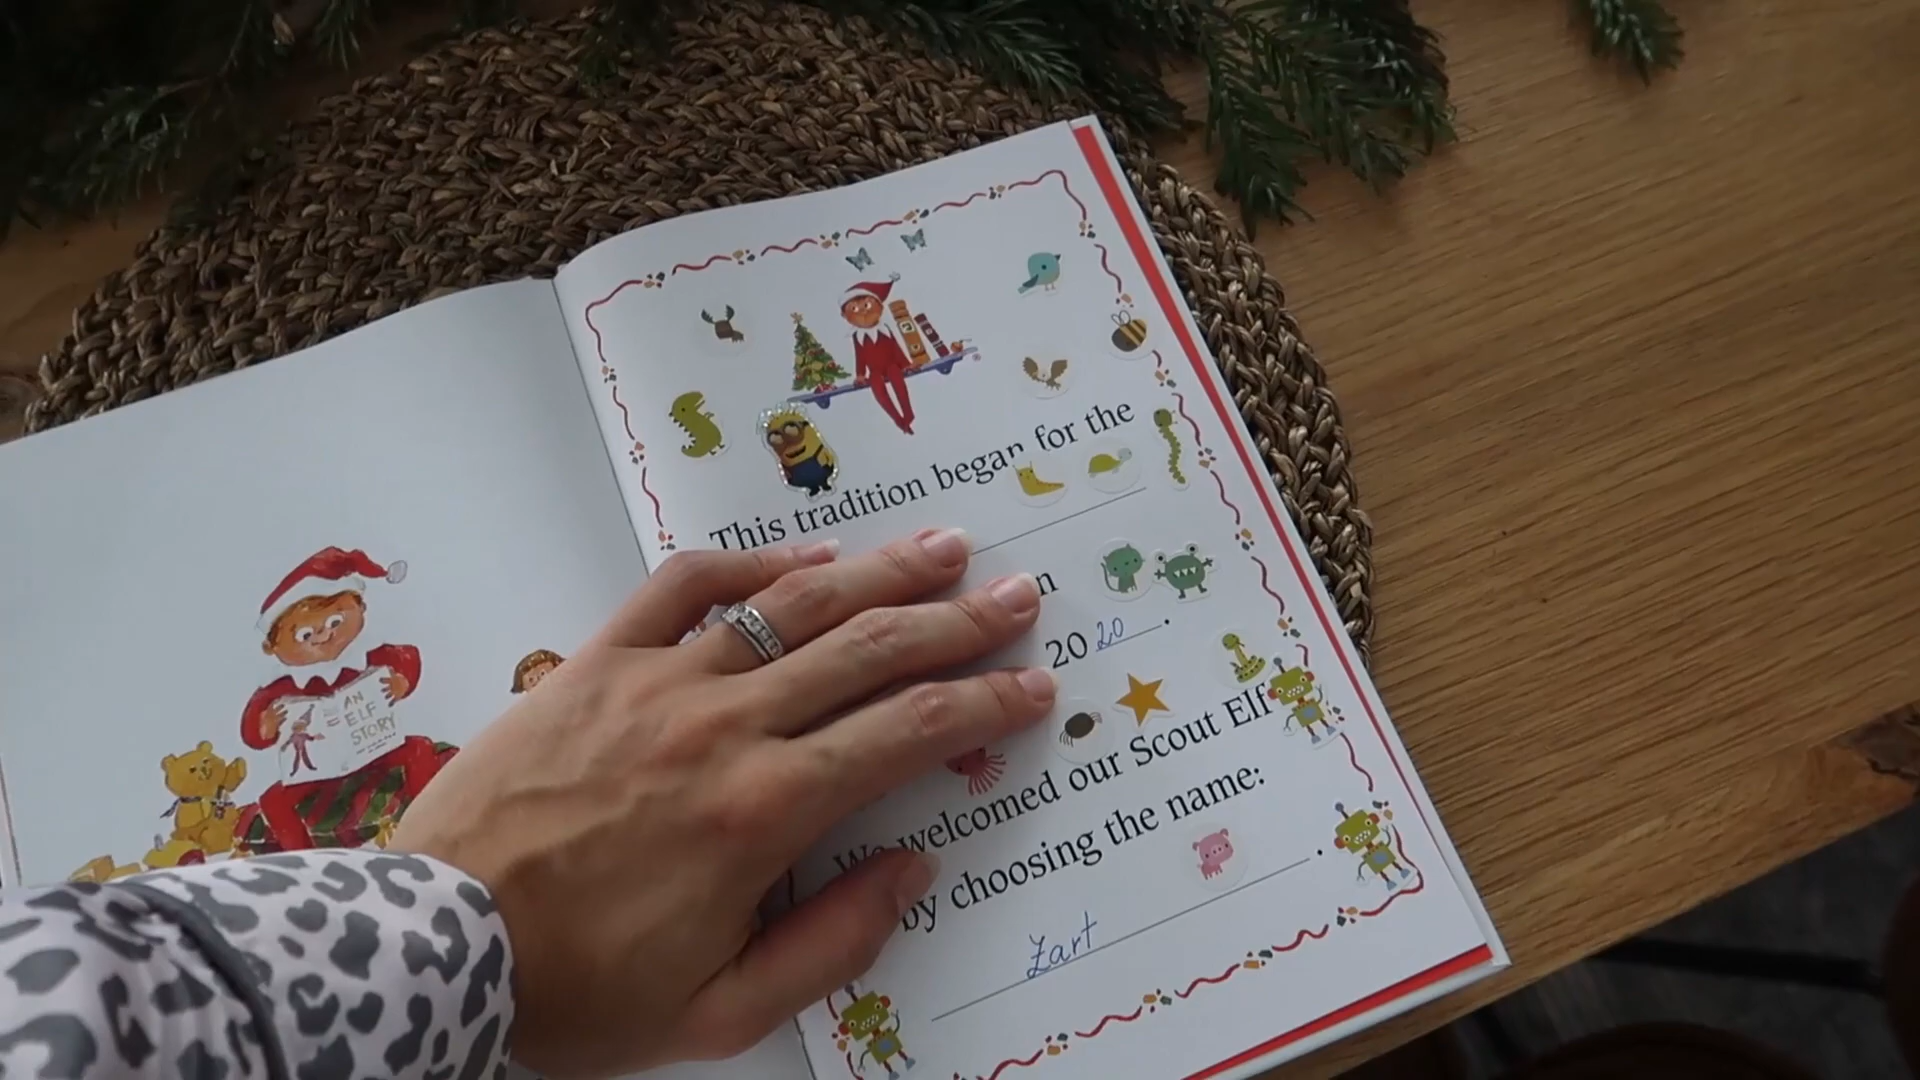 AN
ELF
STORY
This tradition began for the
20 20 .
We welcomed our Scout Elf
by choosing the name:
Zart .